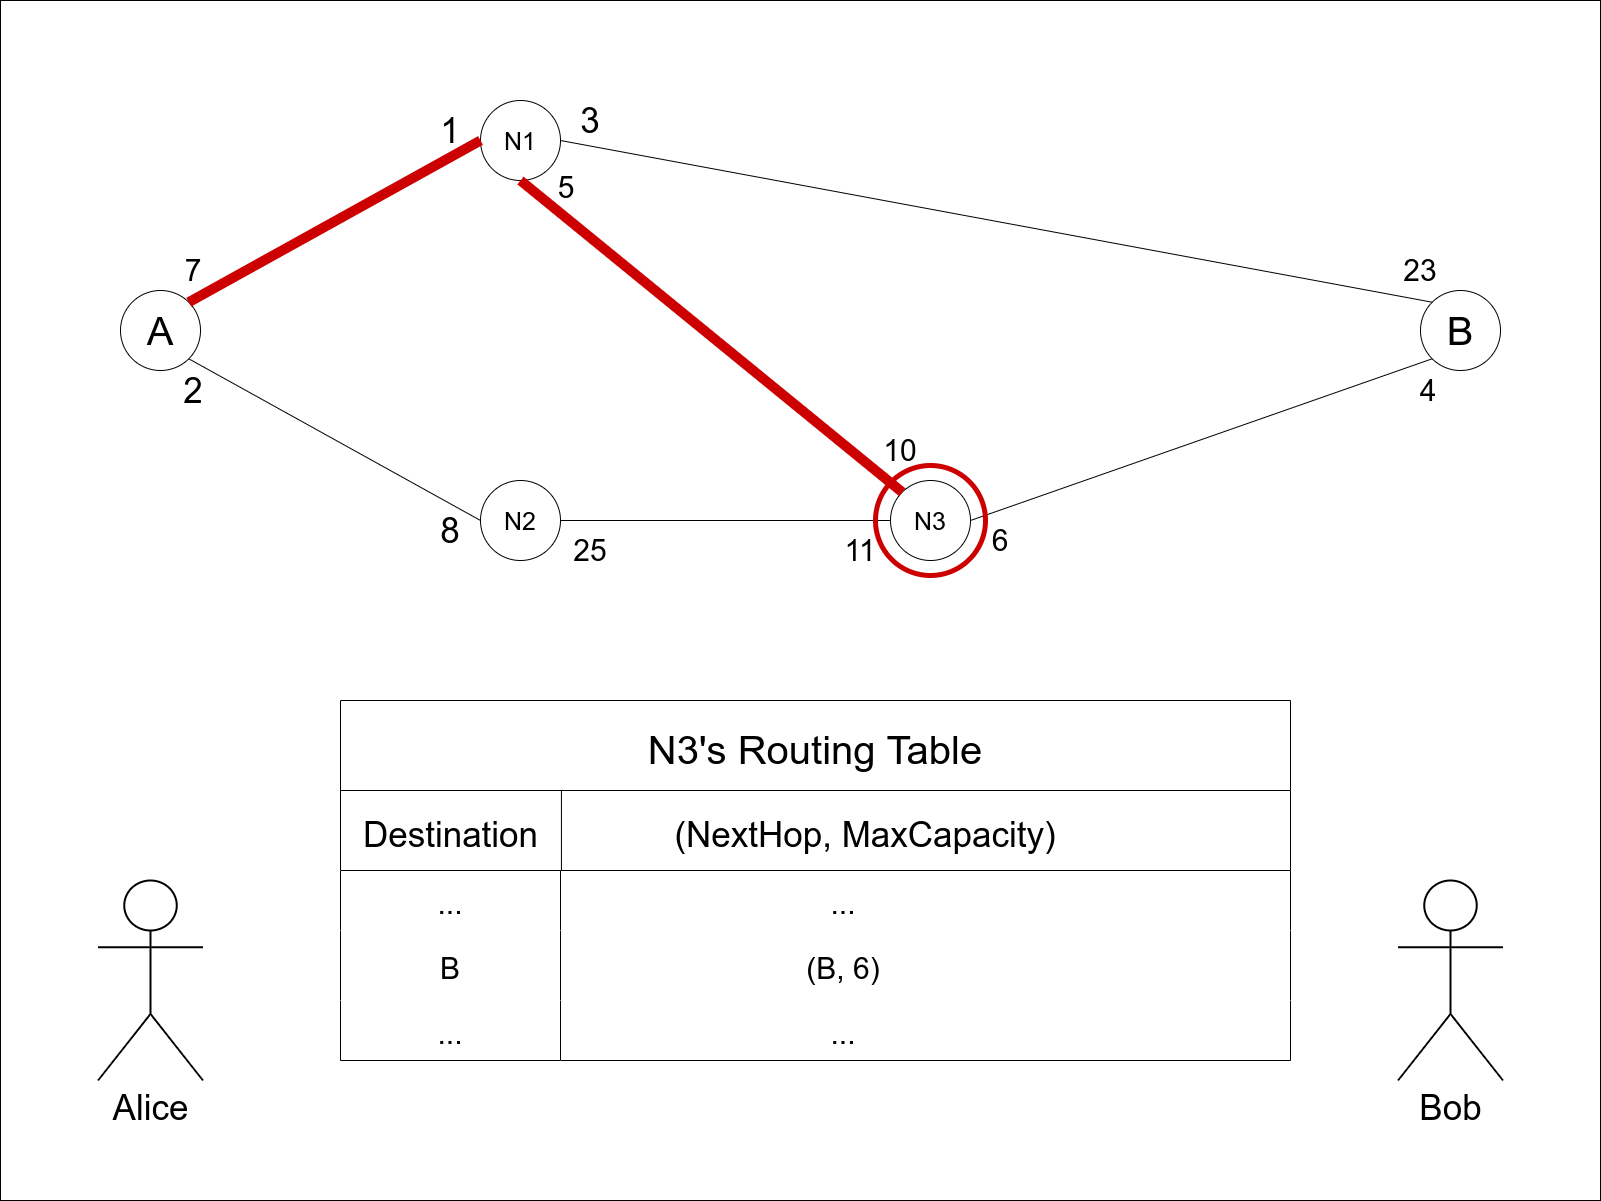 1
N1
3
5
7
A
2
23
B
4
10
8
N2
25
11
N3
6
N3's Routing Table
Destination
(NextHop, MaxCapacity)
...
...
B
(B, 6)
...
...
Alice
Bob